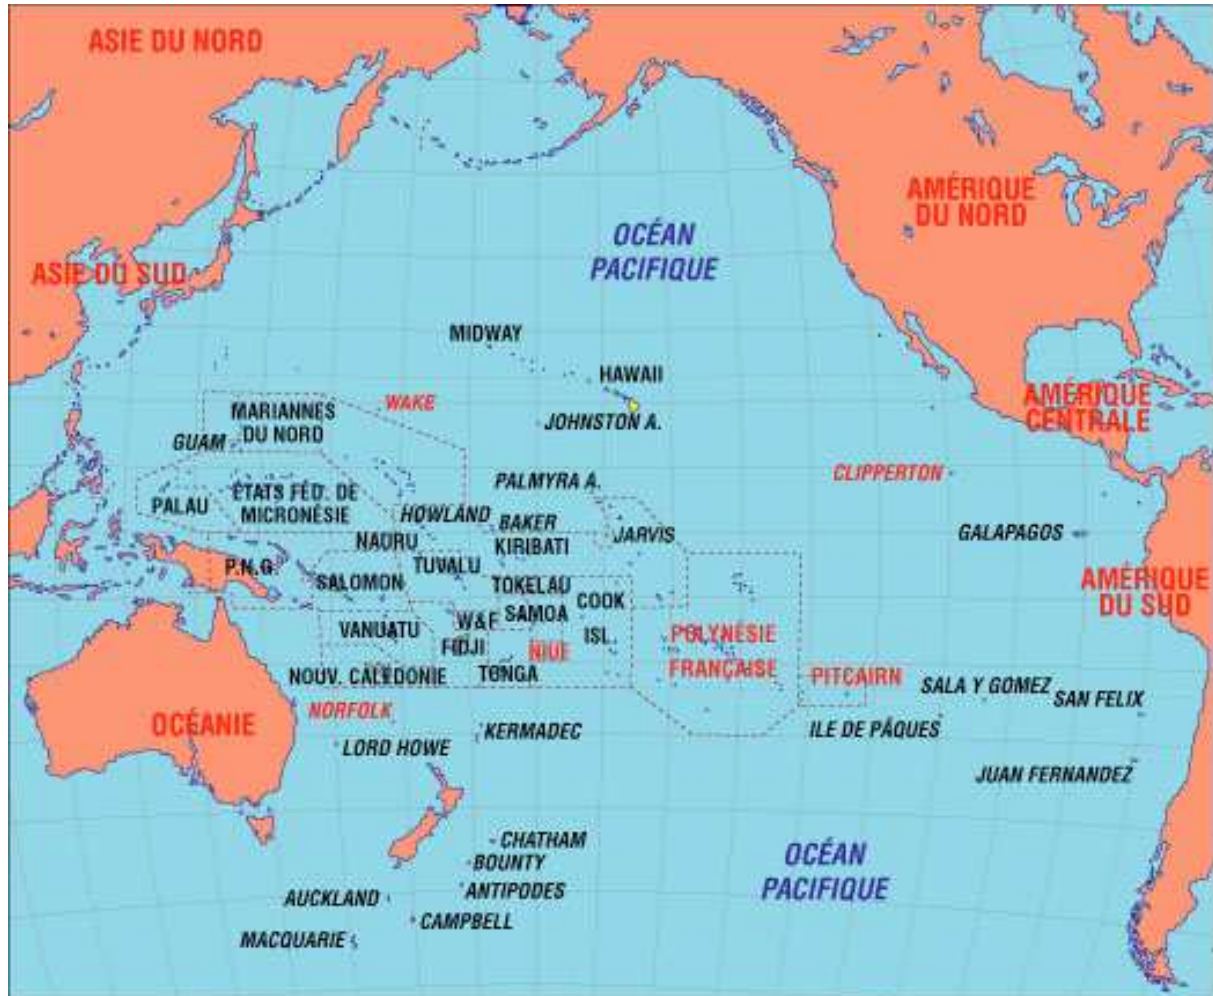 ASIE DU NORD
AMÉRIQUE
DU NORD
OCÉAN
PACIFIQUE
ASIE DU SUD
MIDWAY
HAWAII
AMÉRIQUE
CENTRALE
WAKE
MARIANNES
DU NORD
JOHNSTON A.
GUAM
CLIPPERTON
PALMYRA A.
PALAU
ÉTATS FÉD. DE
MICRONÉSIE
HOWLAND
BAKER
JARVIS
GALAPAGOS
NAURU
KIRIBATI
P.N.G.
TUVALU
SALOMON
TOKELAU
AMÉRIQUE
DU SUD
COOK
ISL.
SAMOA
W&F
VANUATU
FIDJI
NIUE
POLYNÉSIE
FRANÇAISE
NOUV. CALÉDONIE
TONGA
PITCAIRN
SALA Y GOMEZ
SAN FELIX
NORFOLK
OCÉANIE
KERMADEC
ILE DE PÂQUES
LORD HOWE
JUAN FERNANDEZ
CHATHAM
BOUNTY
OCÉAN
PACIFIQUE
ANTIPODES
AUCKLAND
CAMPBELL
MACQUARIE